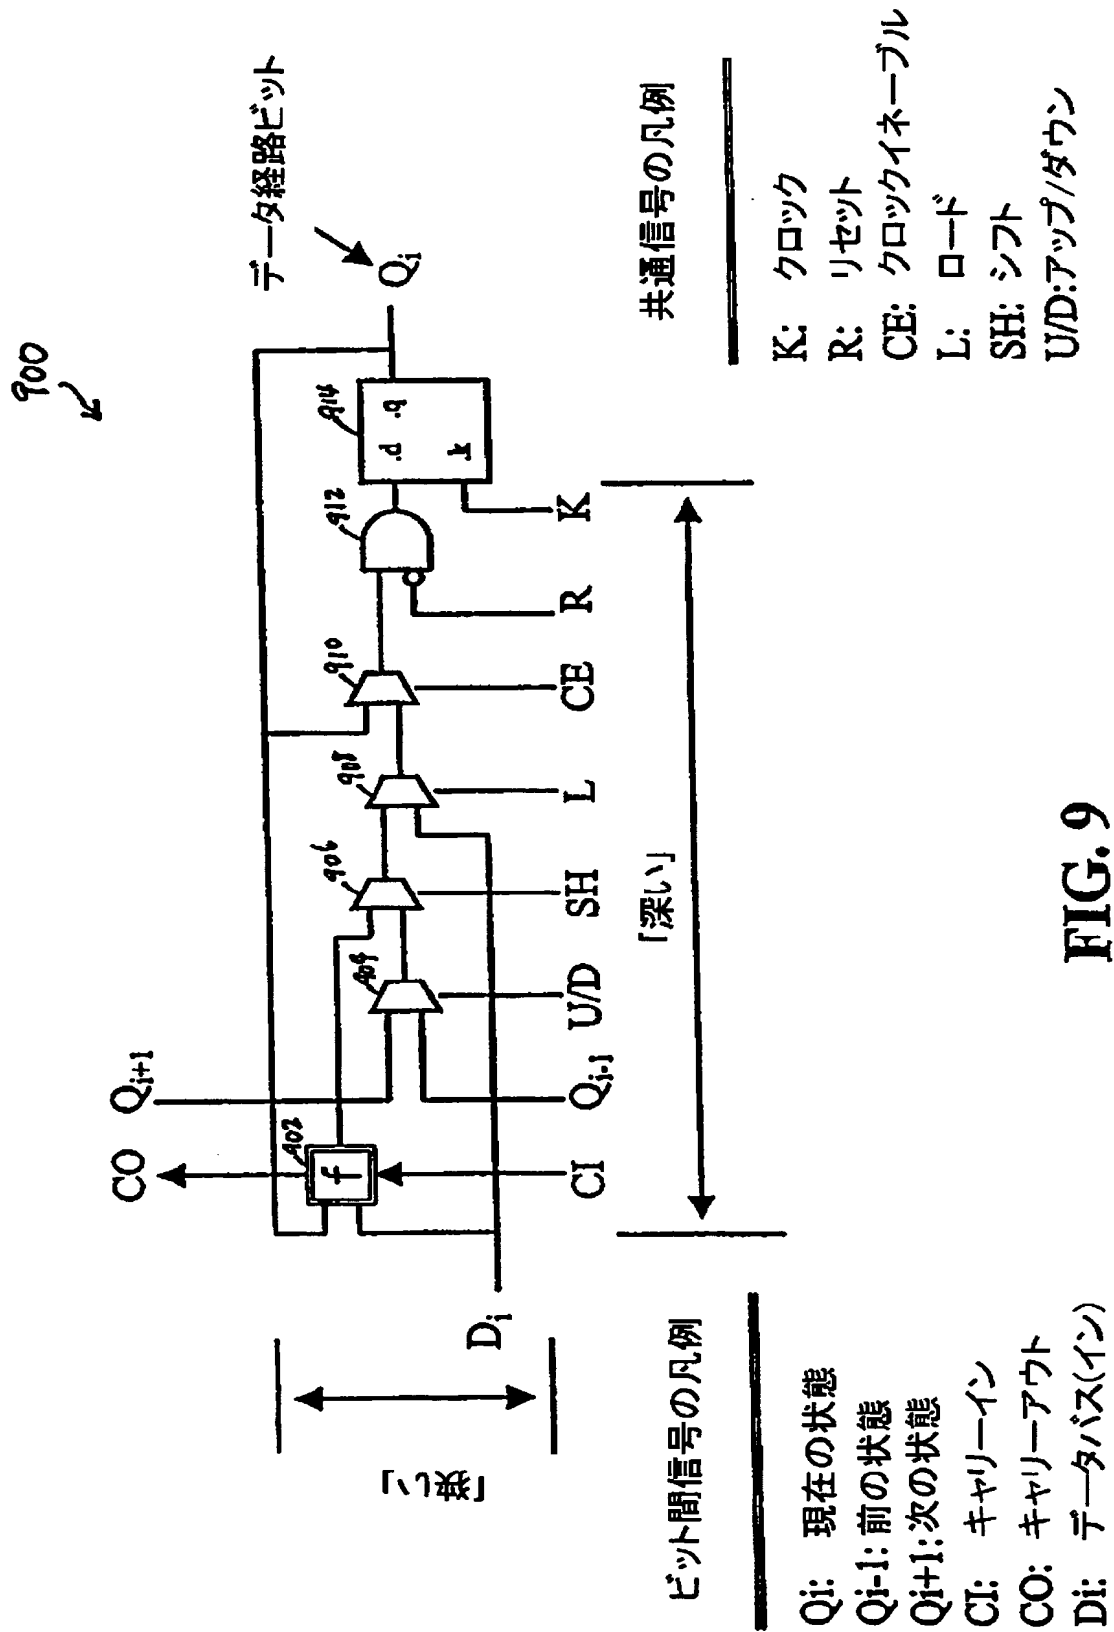 900
データ経路ビット
Qi
CO
Qi+1
902
f
904
906
908
910
912
914
.d
.q
.k
Di
CI
Qi-1
U/D
SH
L
CE
R
K
「狭い」
「深い」
ビット間信号の凡例
Qi: 現在の状態
Qi-1: 前の状態
Qi+1: 次の状態
CI: キャリーイン
CO: キャリーアウト
Di: データバス(イン)
共通信号の凡例
K: クロック
R: リセット
CE: クロックイネーブル
L: ロード
SH: シフト
U/D:アップ/ダウン
FIG. 9